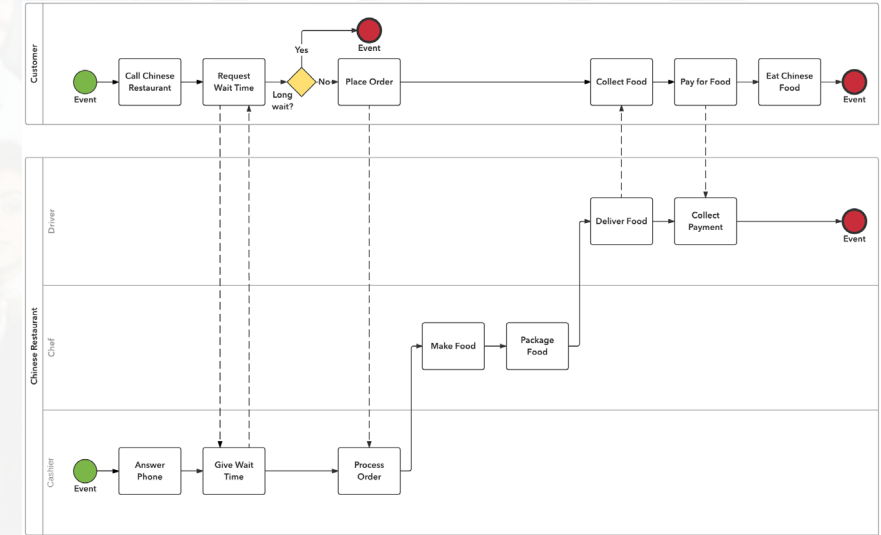 Customer
Event
Call Chinese
Restaurant
Request
Wait Time
Long
wait?
Yes
Event
No
Place Order
Collect Food
Pay for Food
Eat Chinese
Food
Event
Chinese Restaurant
Driver
Deliver Food
Collect
Payment
Event
Chef
Make Food
Package
Food
Cashier
Event
Answer
Phone
Give Wait
Time
Process
Order